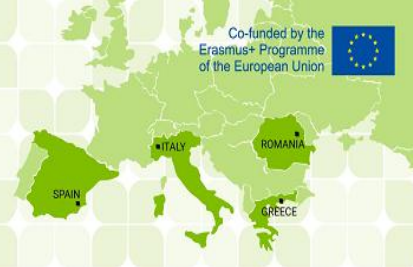 Co-funded by the
Erasmus+ Programme
of the European Union
ITALY
ROMANIA
SPAIN
GREECE